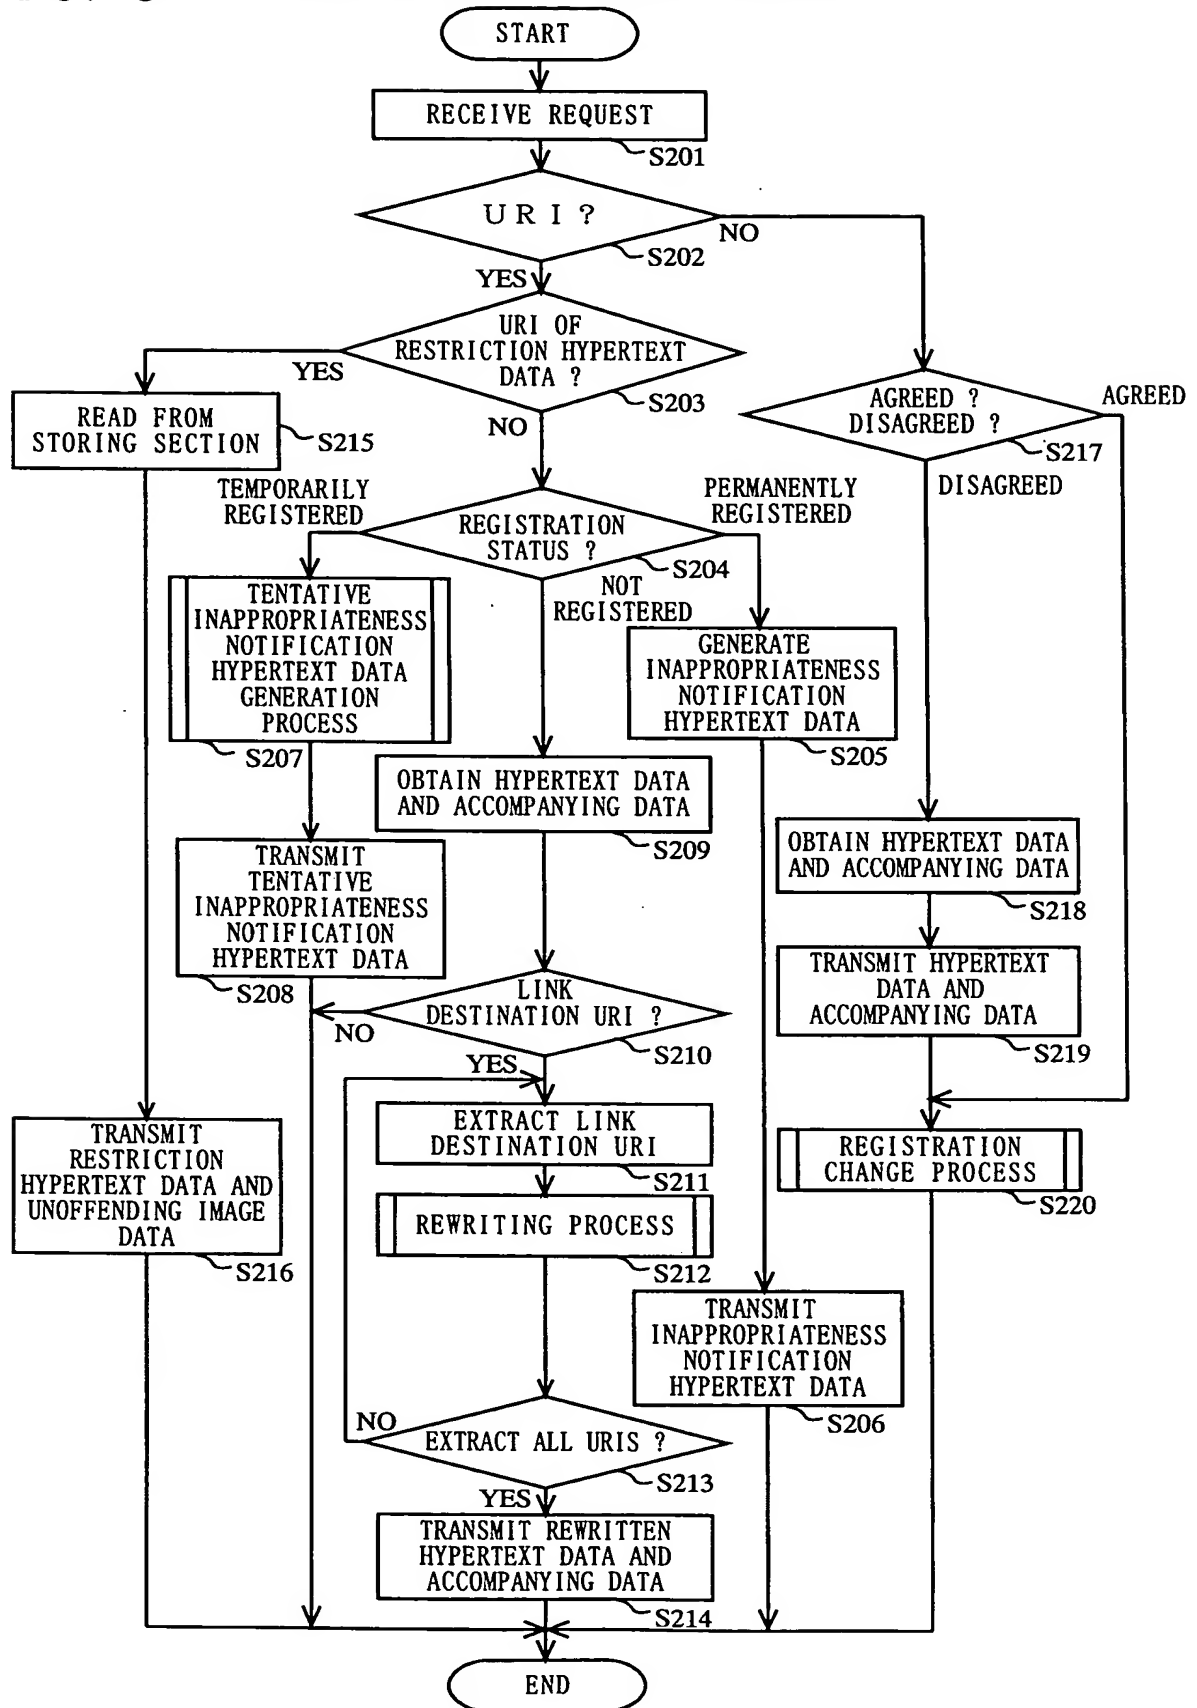 START
RECEIVE REQUEST
S201
URI?
S202
NO
YES
URI OF
RESTRICTION HYPERTEXT
DATA ?
S203
YES
NO
READ FROM
STORING SECTION
S215
AGREED ?
DISAGREED ?
S217
AGREED
DISAGREED
TEMPORARILY
REGISTERED
REGISTRATION
STATUS ?
S204
PERMANENTLY
REGISTERED
NOT
REGISTERED
TENTATIVE
INAPPROPRIATENESS
NOTIFICATION
HYPERTEXT DATA
GENERATION
PROCESS
S207
GENERATE
INAPPROPRIATENESS
NOTIFICATION
HYPERTEXT DATA
S205
OBTAIN HYPERTEXT DATA
AND ACCOMPANYING DATA
S209
OBTAIN HYPERTEXT DATA
AND ACCOMPANYING DATA
S218
TRANSMIT
TENTATIVE
INAPPROPRIATENESS
NOTIFICATION
HYPERTEXT DATA
S208
TRANSMIT HYPERTEXT
DATA AND
ACCOMPANYING DATA
S219
LINK
DESTINATION URI ?
S210
NO
YES
EXTRACT LINK
DESTINATION URI
S211
TRANSMIT
RESTRICTION
HYPERTEXT DATA AND
UNOFFENDING IMAGE
DATA
S216
REGISTRATION
CHANGE PROCESS
S220
REWRITING PROCESS
S212
TRANSMIT
INAPPROPRIATENESS
NOTIFICATION
HYPERTEXT DATA
S206
NO
EXTRACT ALL URIS ?
S213
YES
TRANSMIT REWRITTEN
HYPERTEXT DATA AND
ACCOMPANYING DATA
S214
END